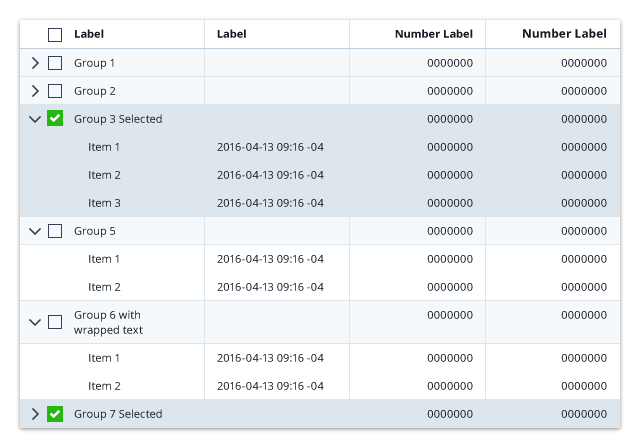 Label Label Number Label Number Label
Group 1 0000000 0000000
Group 2 0000000 0000000
Group 3 Selected 0000000 0000000
Item 1 2016-04-13 09:16 -04 0000000 0000000
Item 2 2016-04-13 09:16 -04 0000000 0000000
Item 3 2016-04-13 09:16 -04 0000000 0000000
Group 5 0000000 0000000
Item 1 2016-04-13 09:16 -04 0000000 0000000
Item 2 2016-04-13 09:16 -04 0000000 0000000
Group 6 with 0000000 0000000
wrapped text
Item 1 2016-04-13 09:16 -04 0000000 0000000
Item 2 2016-04-13 09:16 -04 0000000 0000000
Group 7 Selected 0000000 0000000